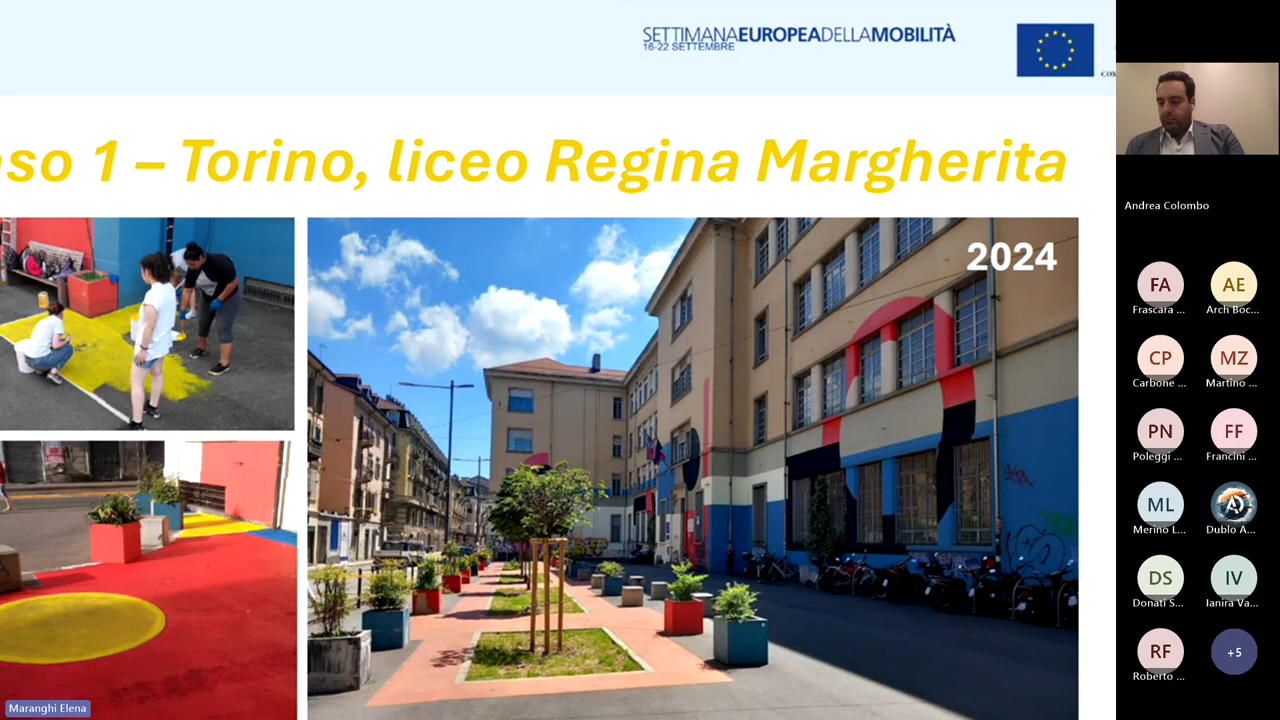 SETTIMANAEUROPEADELLAMOBILITÀ
16-22 SETTEMBRE
aso 1 – Torino, liceo Regina Margherita
2024
Andrea Colombo
FA
AE
Frascara ...
Arch Boc...
CP
MZ
Carbone ...
Martino ...
PN
FF
Poleggi ...
Francini ...
ML
Merino L...
Dublo A...
DS
IV
Donati S...
Ianira Va...
RF
+5
Roberto ...
Maranghi Elena